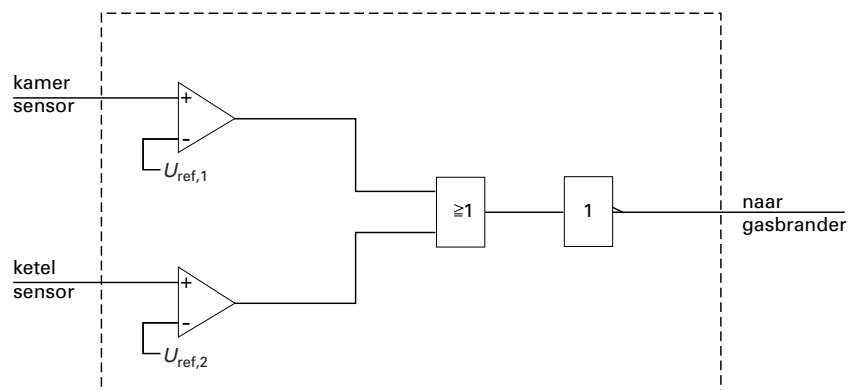 kamer
sensor
+
-
Uref,1
≧1
1
naar
gasbrander
ketel
sensor
+
-
Uref,2